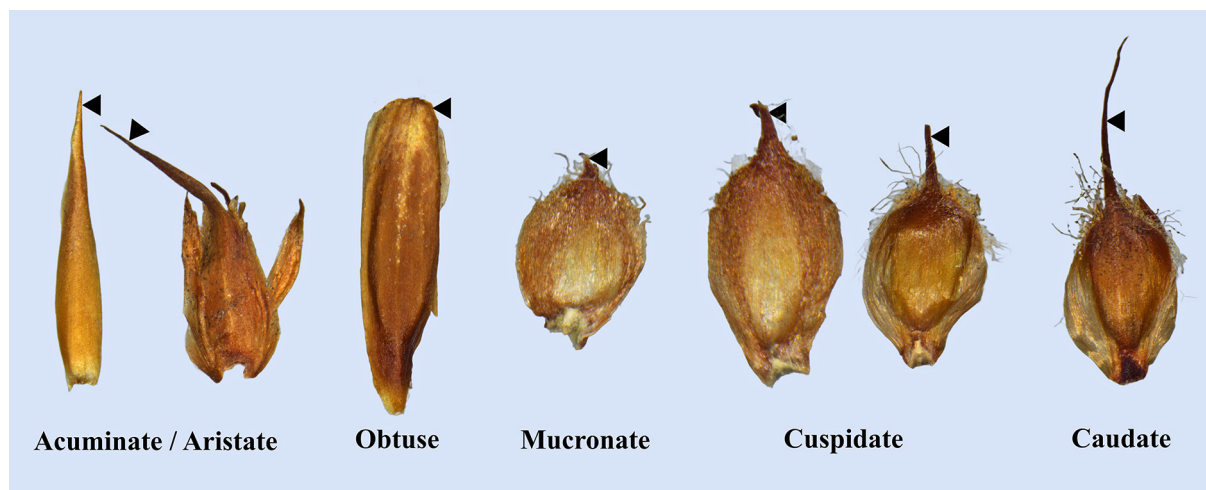 Acuminate / Aristate
Obtuse
Mucronate
Cuspidate
Caudate